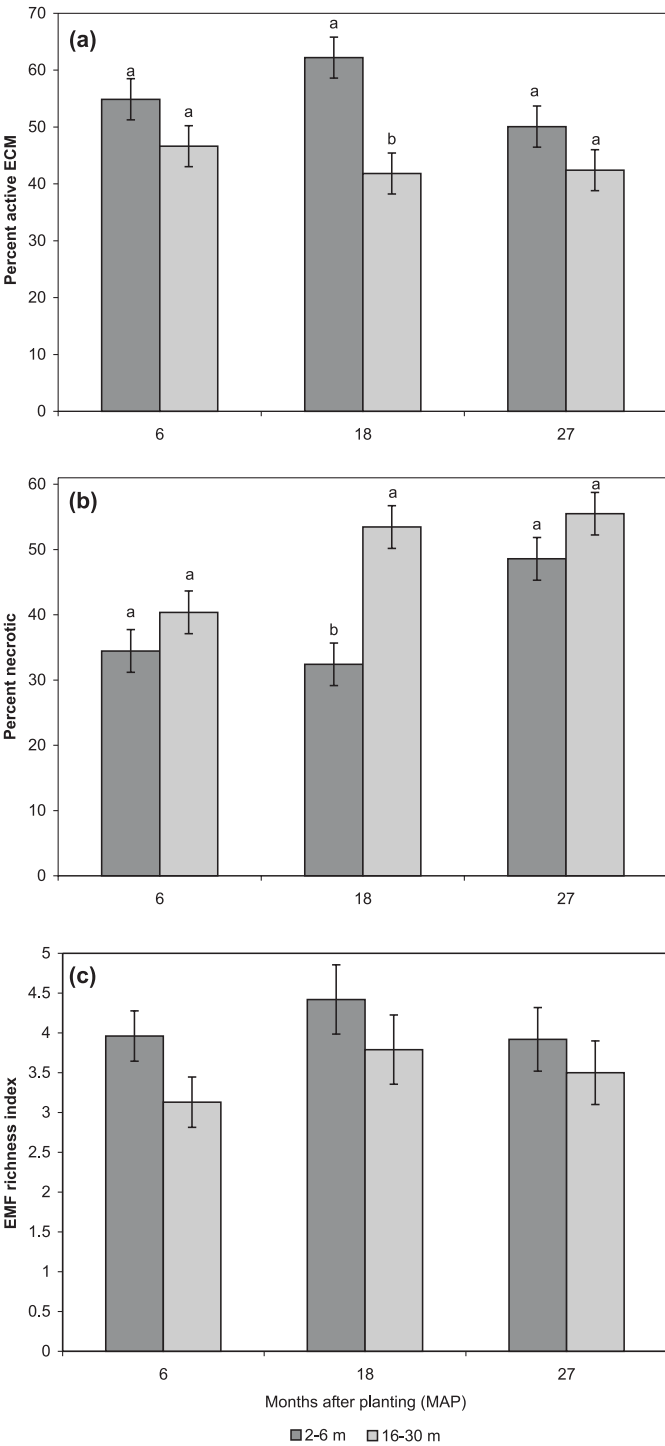 (a)
Percent active ECM
70
60
50
40
30
20
10
0
a
a
a
b
a
a
6
18
27
(b)
Percent necrotic
60
50
40
30
20
10
0
a
a
b
a
a
a
6
18
27
(c)
EMF richness index
5
4.5
4
3.5
3
2.5
2
1.5
1
0.5
0
6
18
27
Months after planting (MAP)
2-6 m 16-30 m